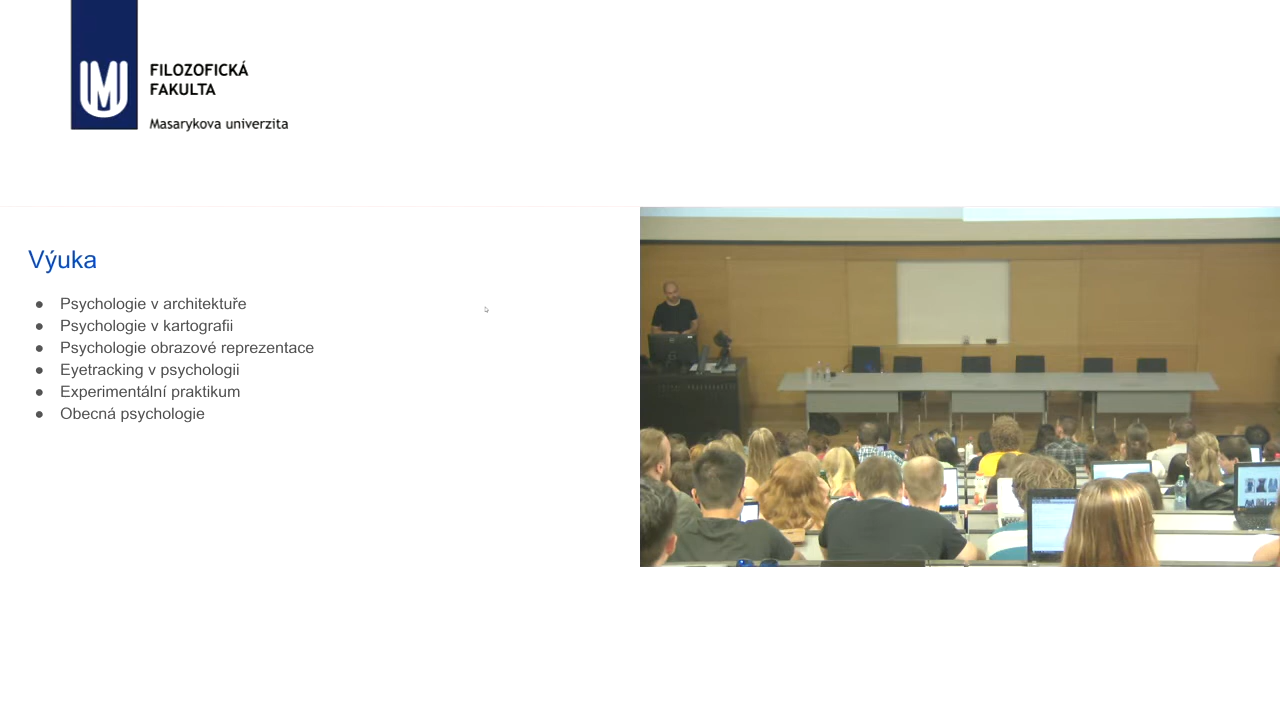 FILOZOFICKÁ
FAKULTA
Masarykova univerzita
Výuka
● Psychologie v architektuře
● Psychologie v kartografii
● Psychologie obrazové reprezentace
● Eyetracking v psychologii
● Experimentální praktikum
● Obecná psychologie